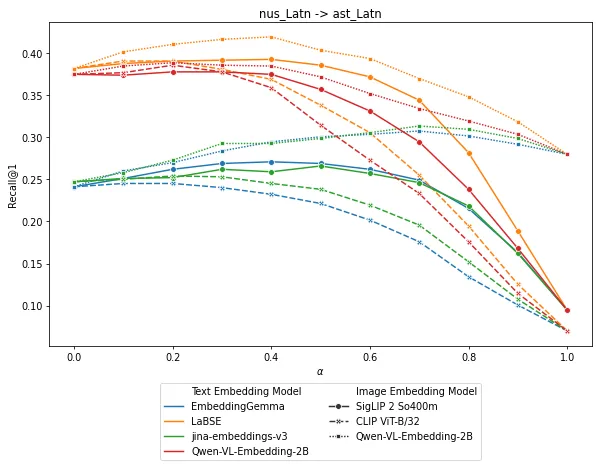 nus_Latn -> ast_Latn
Recall@1
0.40
0.35
0.30
0.25
0.20
0.15
0.10
0.0 0.2 0.4 0.6 0.8 1.0
α
Text Embedding Model Image Embedding Model
EmbeddingGemma SigLIP 2 So400m
LaBSE CLIP ViT-B/32
jina-embeddings-v3 Qwen-VL-Embedding-2B
Qwen-VL-Embedding-2B